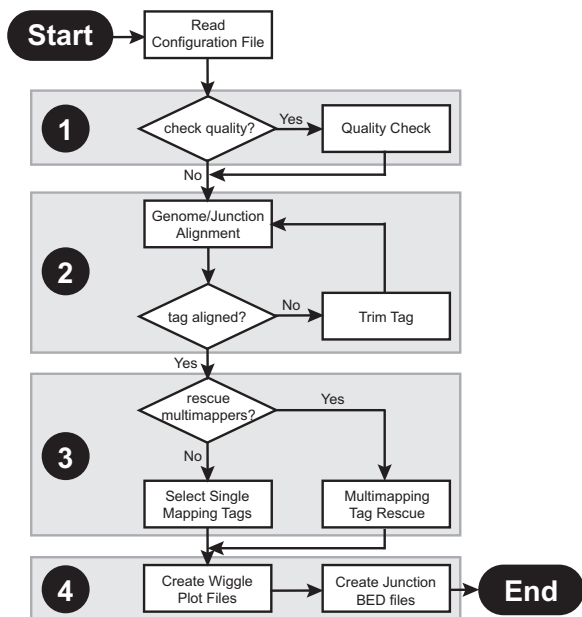 Start
Read
Configuration File
1
check quality?
Yes
Quality Check
No
Genome/Junction
Alignment
2
tag aligned?
No
Trim Tag
Yes
rescue
multimappers?
Yes
3
No
Select Single
Mapping Tags
Multimapping
Tag Rescue
4
Create Wiggle
Plot Files
Create Junction
BED files
End